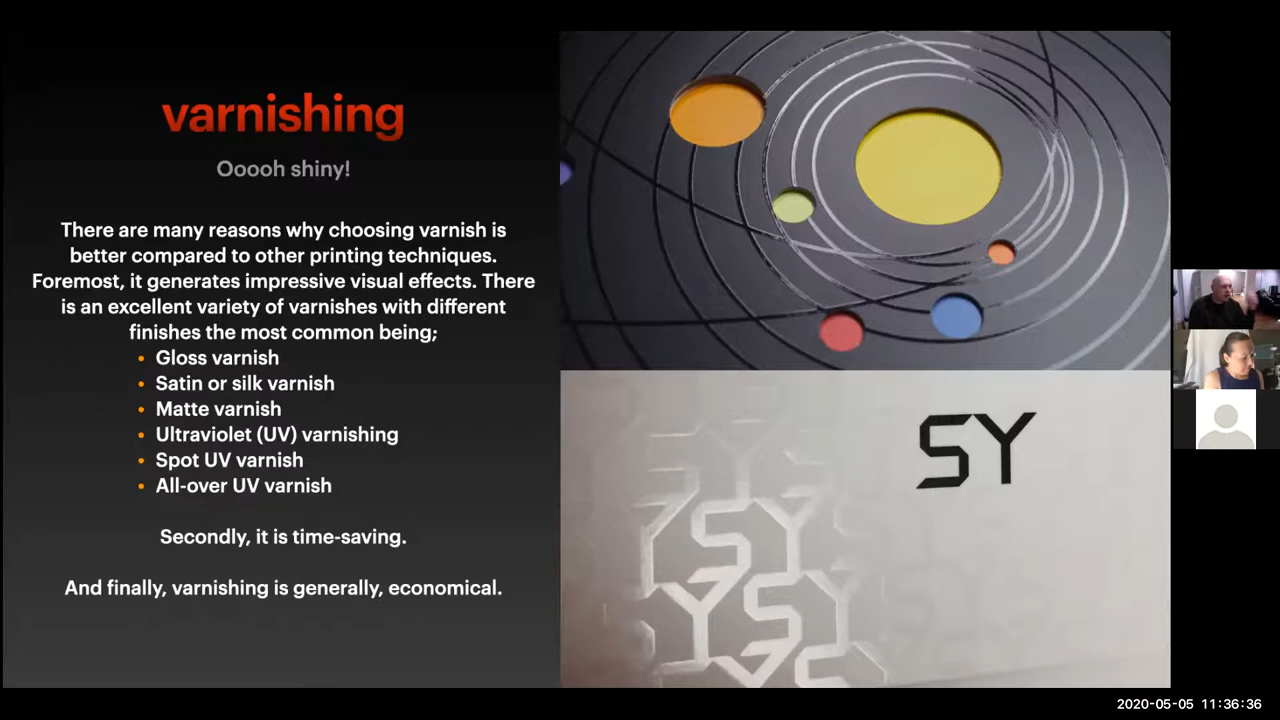 varnishing
Ooooh shiny!
There are many reasons why choosing varnish is
better compared to other printing techniques.
Foremost, it generates impressive visual effects. There
is an excellent variety of varnishes with different
finishes the most common being;
• Gloss varnish
• Satin or silk varnish
• Matte varnish
• Ultraviolet (UV) varnishing
• Spot UV varnish
• All-over UV varnish
Secondly, it is time-saving.
And finally, varnishing is generally, economical.
SY
SY
YS
2020-05-05 11:36:36